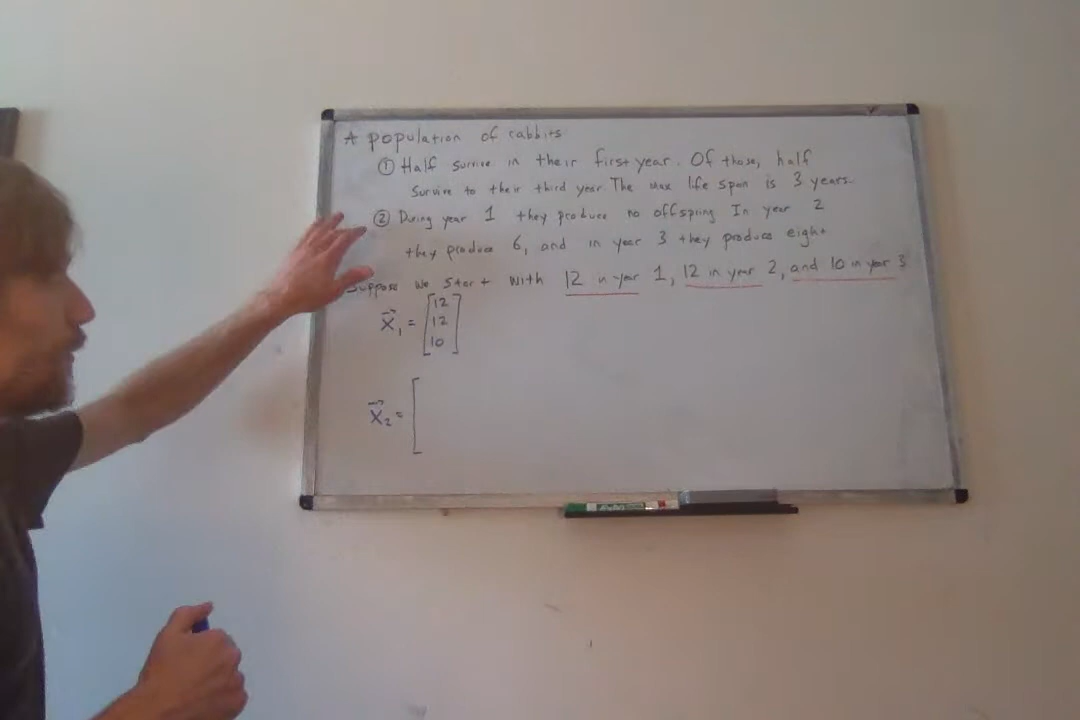 A population of rabbits
① Half survive in their first year. Of those, half
survive to their third year. The max life span is 3 years.
② During year 1 they produce no offspring In year 2
they produce 6, and in year 3 they produce eight
Suppose we start with 12 in year 1, 12 in year 2, and 10 in year 3
x⃗₁ = [12
12
10]
x⃗₂ = [